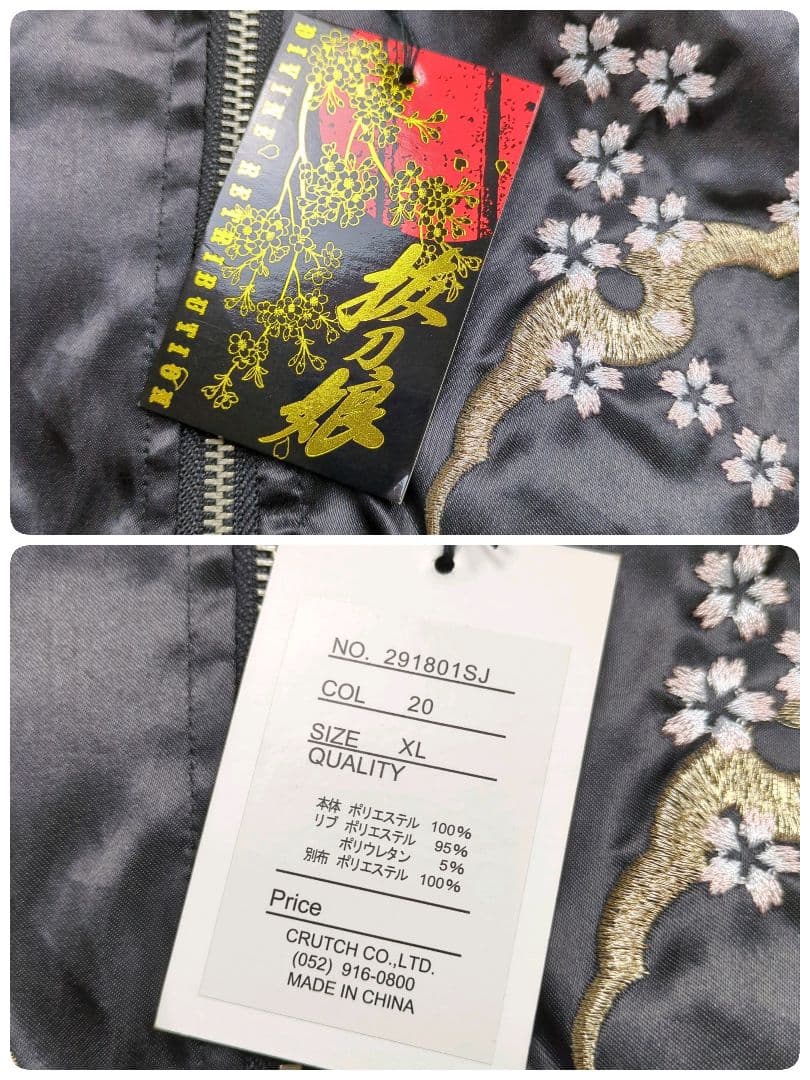 DIVINE RETRIBUTION
抜刀娘
NO. 291801SJ
COL 20
SIZE XL
QUALITY
本体 ポリエステル 100%
リブ ポリエステル 95%
ポリウレタン 5%
別布 ポリエステル 100%
Price
CRUTCH CO.,LTD.
(052) 916-0800
MADE IN CHINA